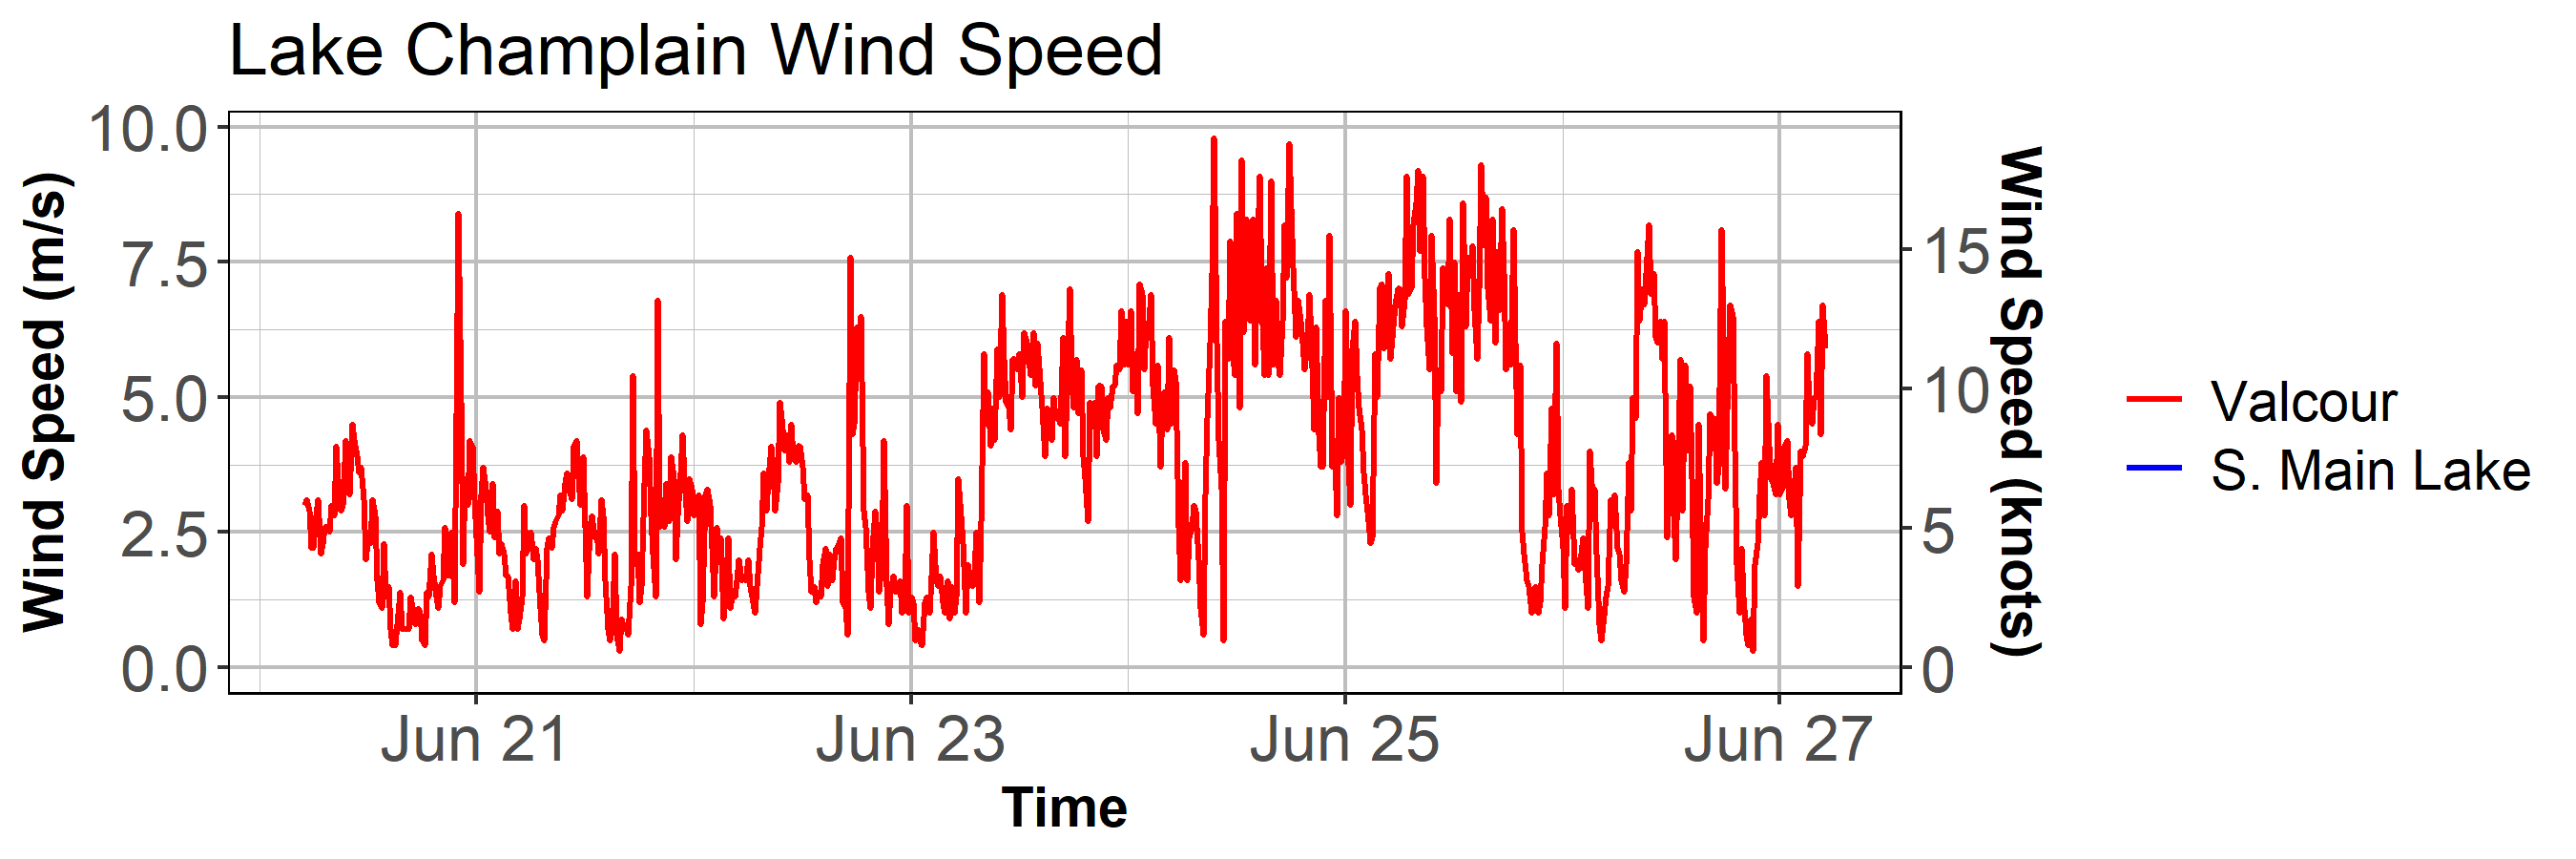 Lake Champlain Wind Speed
Wind Speed (m/s)
10.0
7.5
5.0
2.5
0.0
Jun 21
Jun 23
Jun 25
Jun 27
Time
15
10
5
0
Wind Speed (knots)
Valcour
S. Main Lake